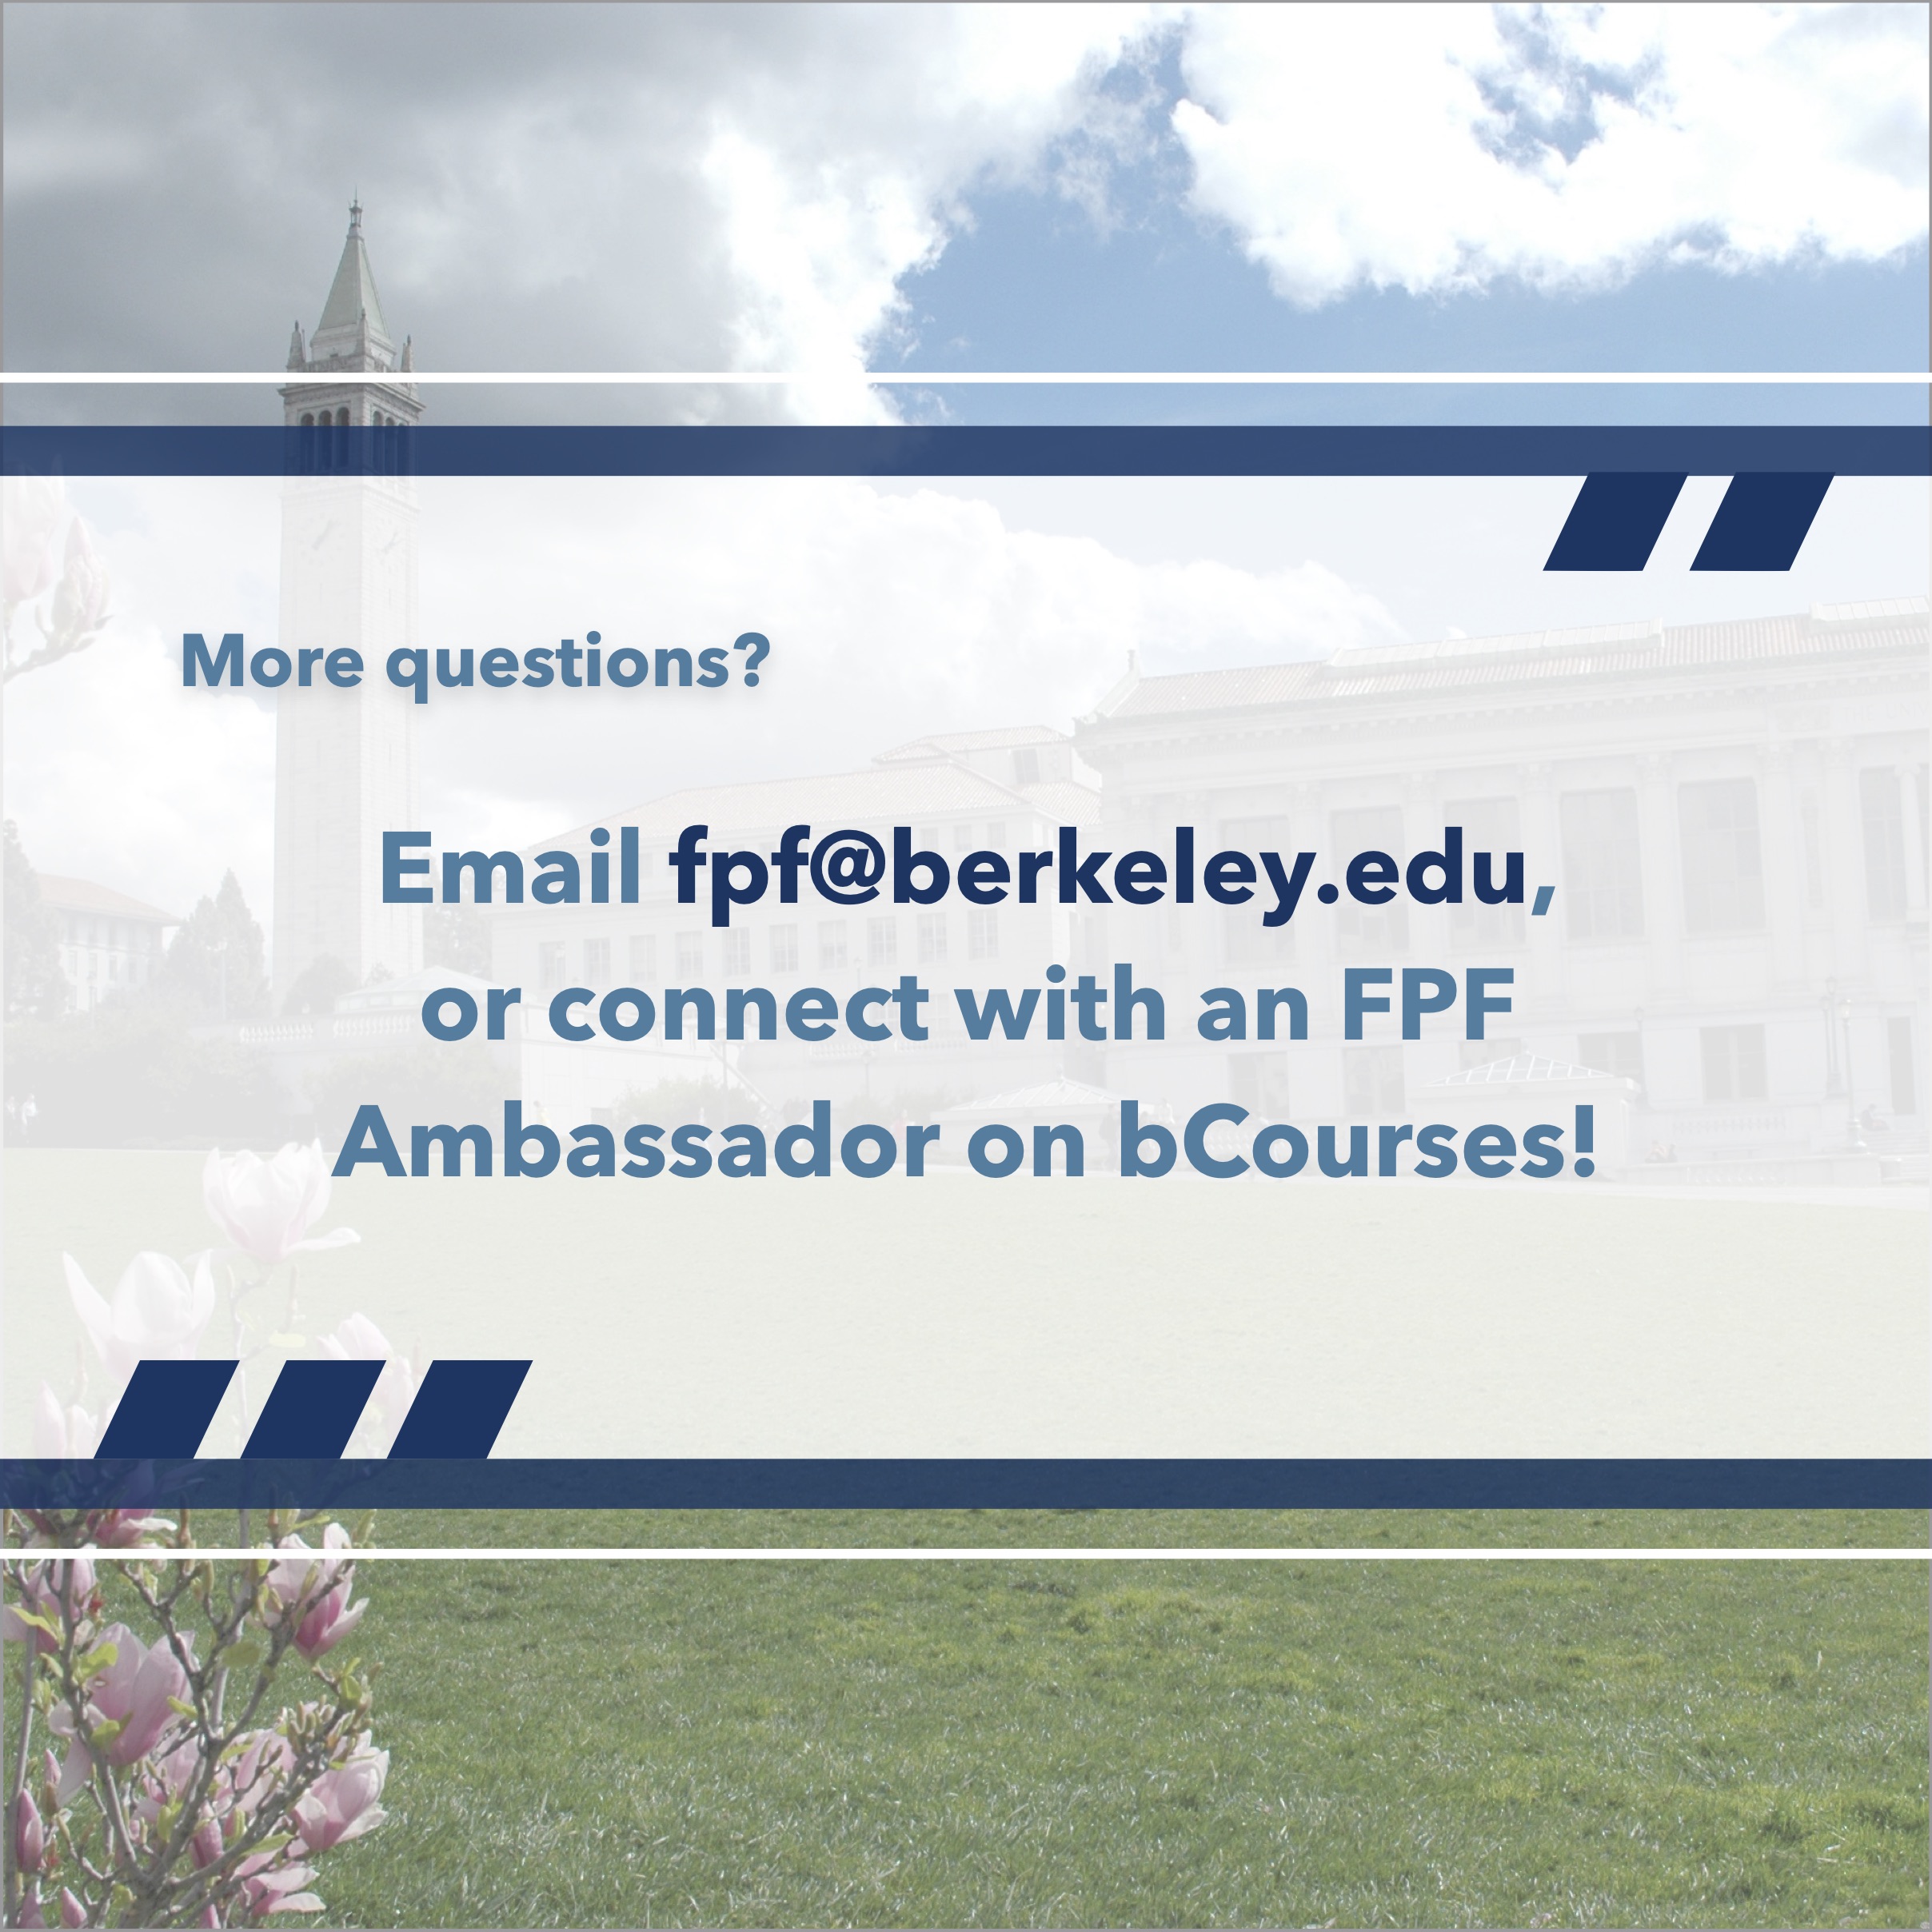 More questions?
Email fpf@berkeley.edu,
or connect with an FPF
Ambassador on bCourses!